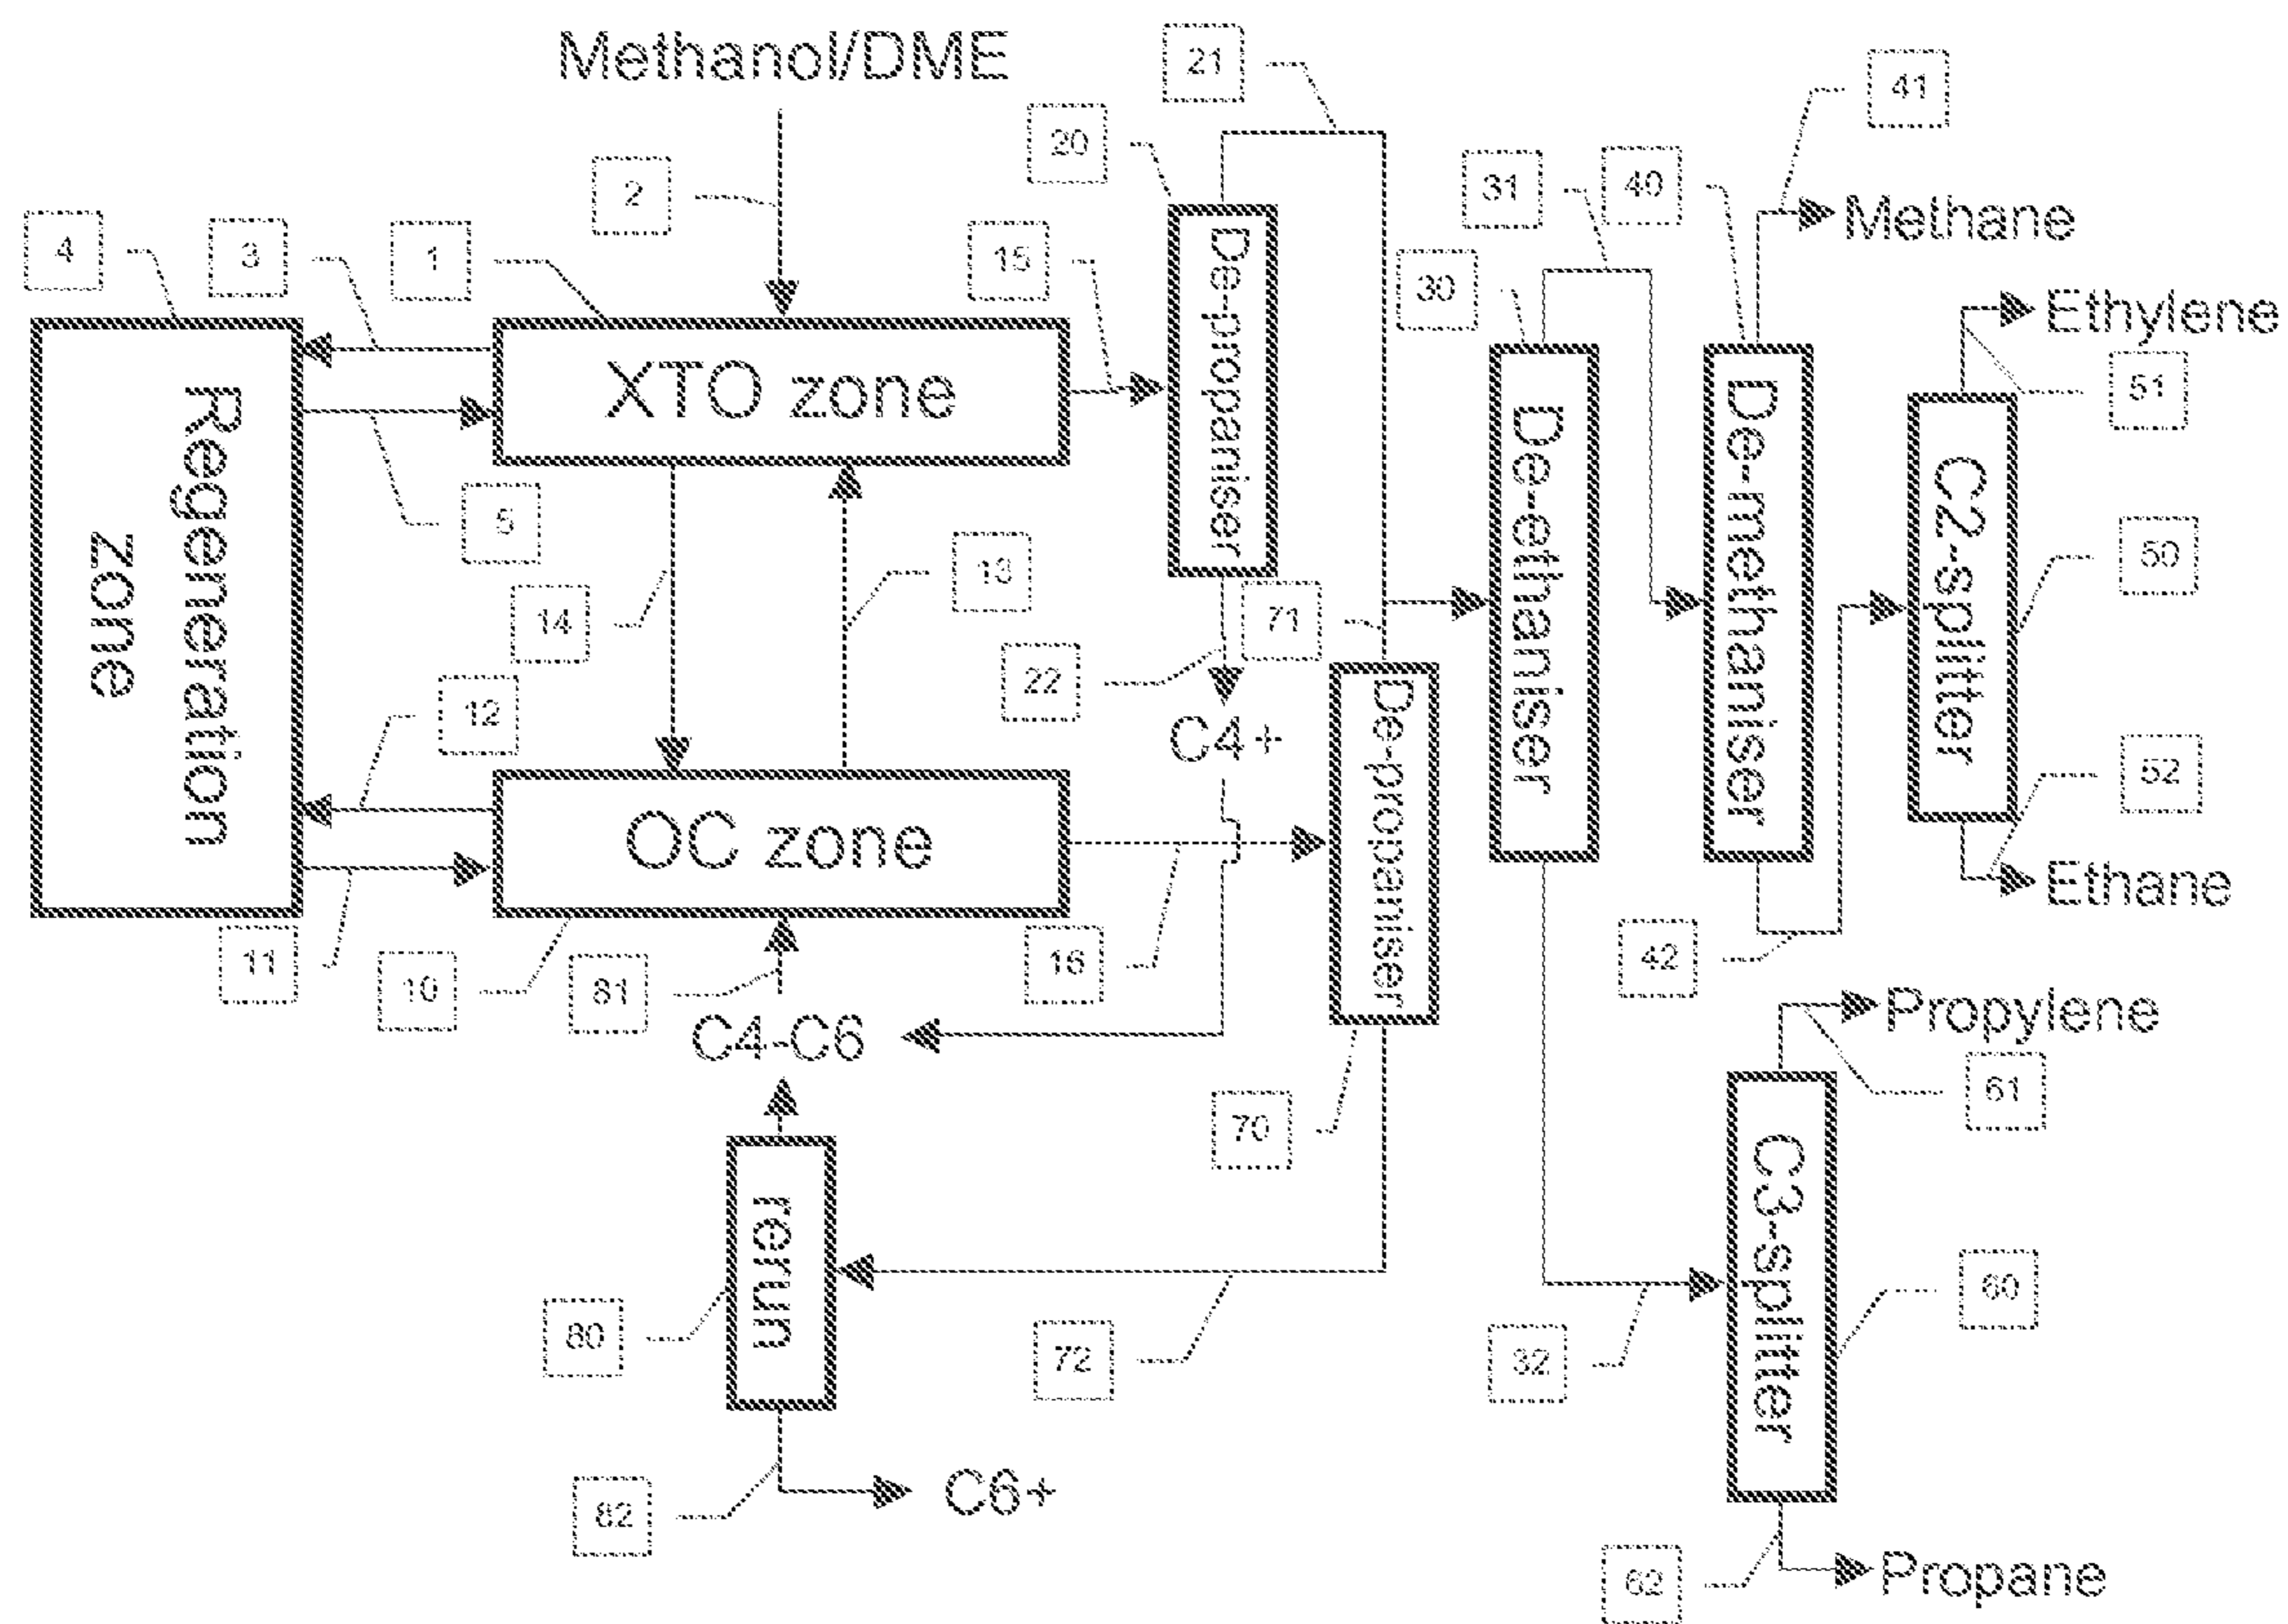 Methanol/DME
21
41
20
2
31
40
4
3
1
15
30
Methane
Ethylene
51
XTO zone
De-propaniser
De-ethaniser
De-methaniser
C2-splitter
Regeneration
zone
5
13
14
71
50
22
12
C4+
52
OC zone
De-propaniser
Ethane
11
10
81
16
42
C4-C6
Propylene
61
70
rerun
C3-splitter
60
80
72
32
82
C6+
62
Propane